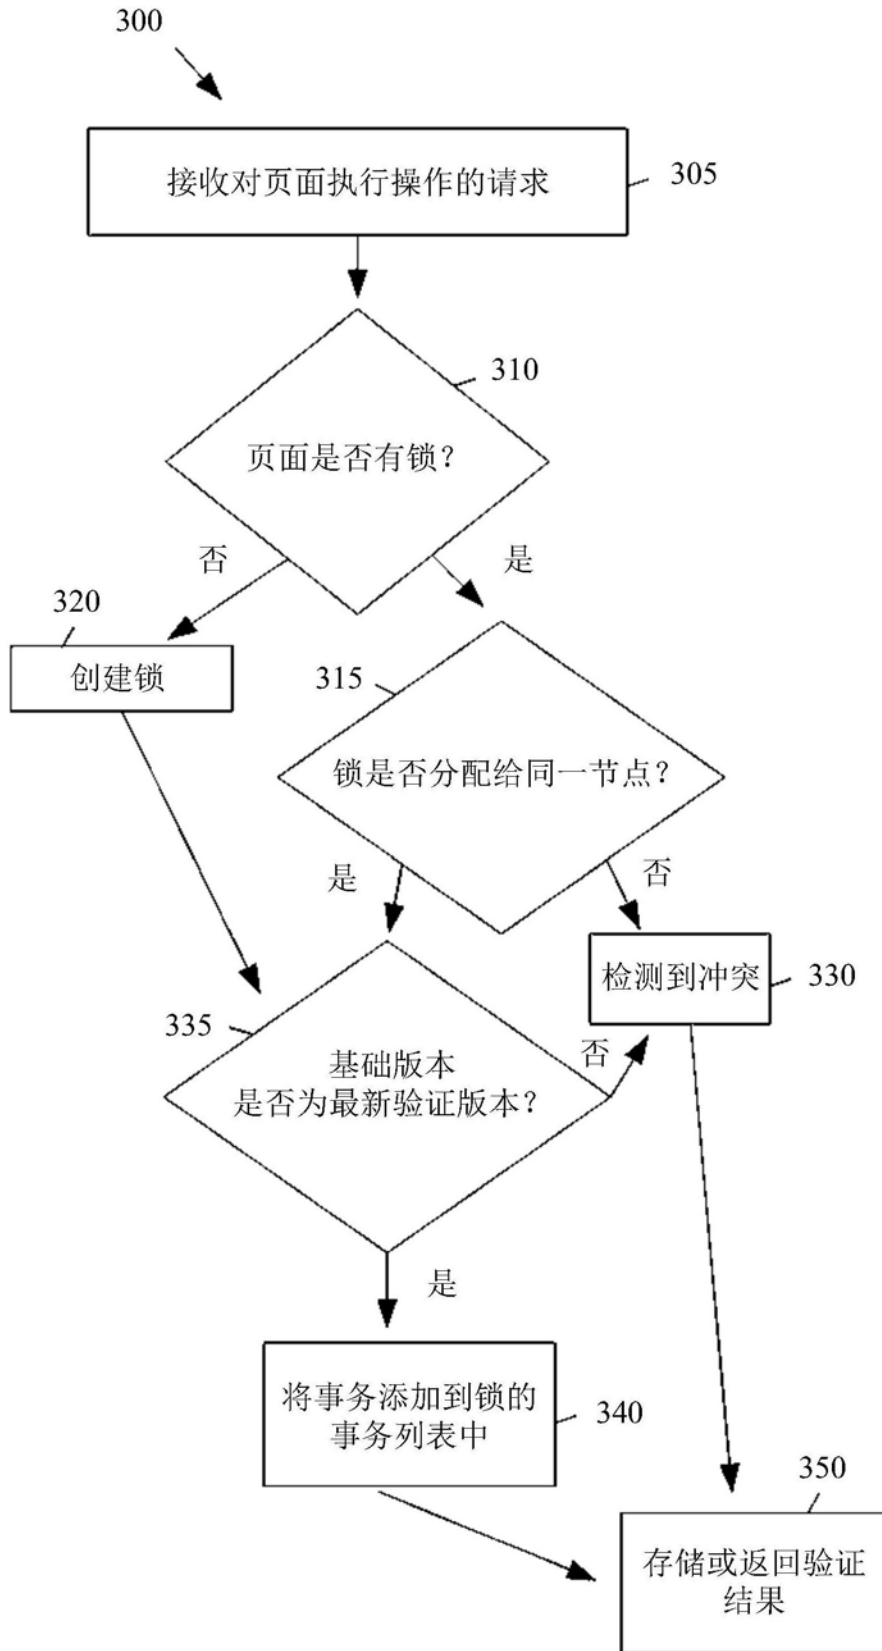 300
接收对页面执行操作的请求
305
310
页面是否有锁？
否
是
320
创建锁
315
锁是否分配给同一节点？
是
否
检测到冲突
330
335
基础版本
是否为最新验证版本？
否
是
将事务添加到锁的
事务列表中
340
350
存储或返回验证
结果